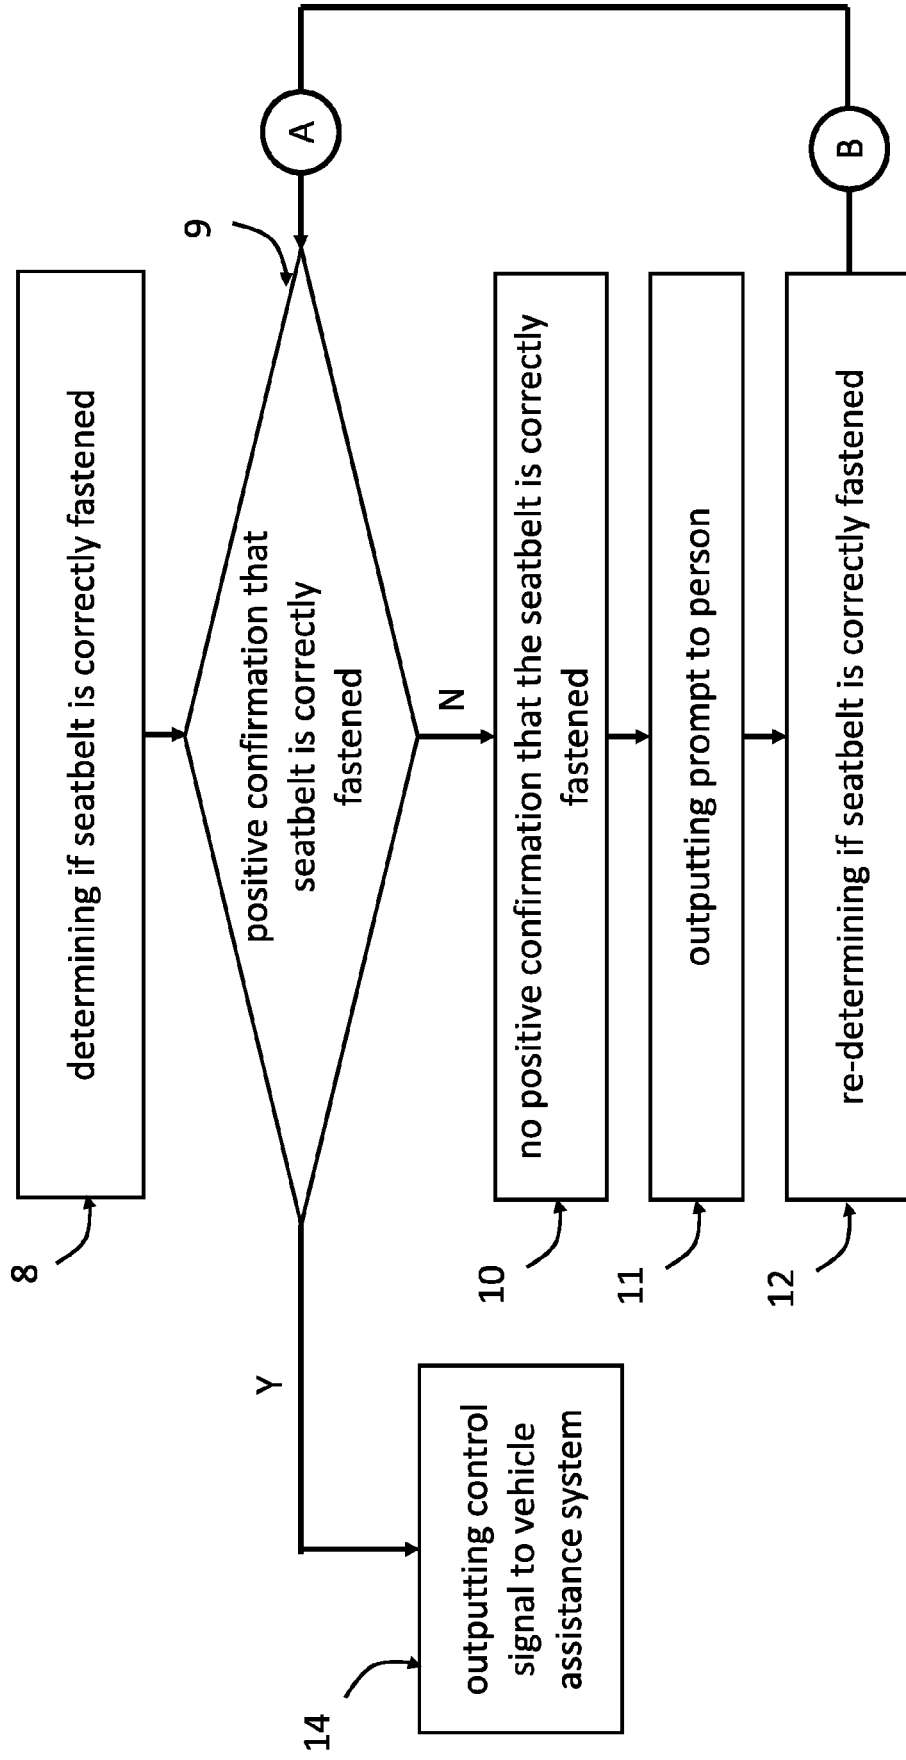 8
determining if seatbelt is correctly fastened
9
positive confirmation that
seatbelt is correctly
fastened
A
Y
N
14
outputting control
signal to vehicle
assistance system
10
no positive confirmation that the seatbelt is correctly
fastened
11
outputting prompt to person
12
re-determining if seatbelt is correctly fastened
B